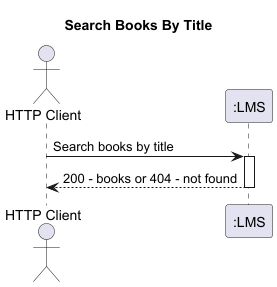 Search Books By Title
HTTP Client
:LMS
Search books by title
200 - books or 404 - not found
HTTP Client
:LMS